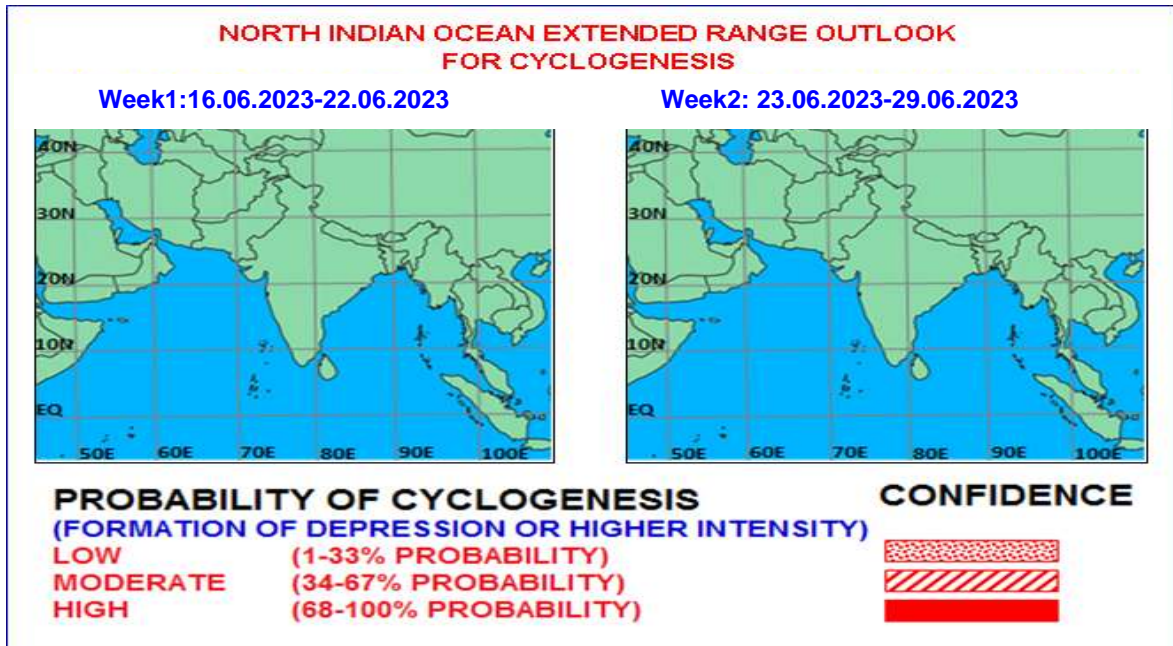 NORTH INDIAN OCEAN EXTENDED RANGE OUTLOOK
FOR CYCLOGENESIS
Week1:16.06.2023-22.06.2023
Week2: 23.06.2023-29.06.2023
40N
30N
20N
10N
EQ
50E 60E 70E 80E 90E 100E
40N
30N
20N
10N
EQ
50E 60E 70E 80E 90E 100E
PROBABILITY OF CYCLOGENESIS CONFIDENCE
(FORMATION OF DEPRESSION OR HIGHER INTENSITY)
LOW (1-33% PROBABILITY)
MODERATE (34-67% PROBABILITY)
HIGH (68-100% PROBABILITY)